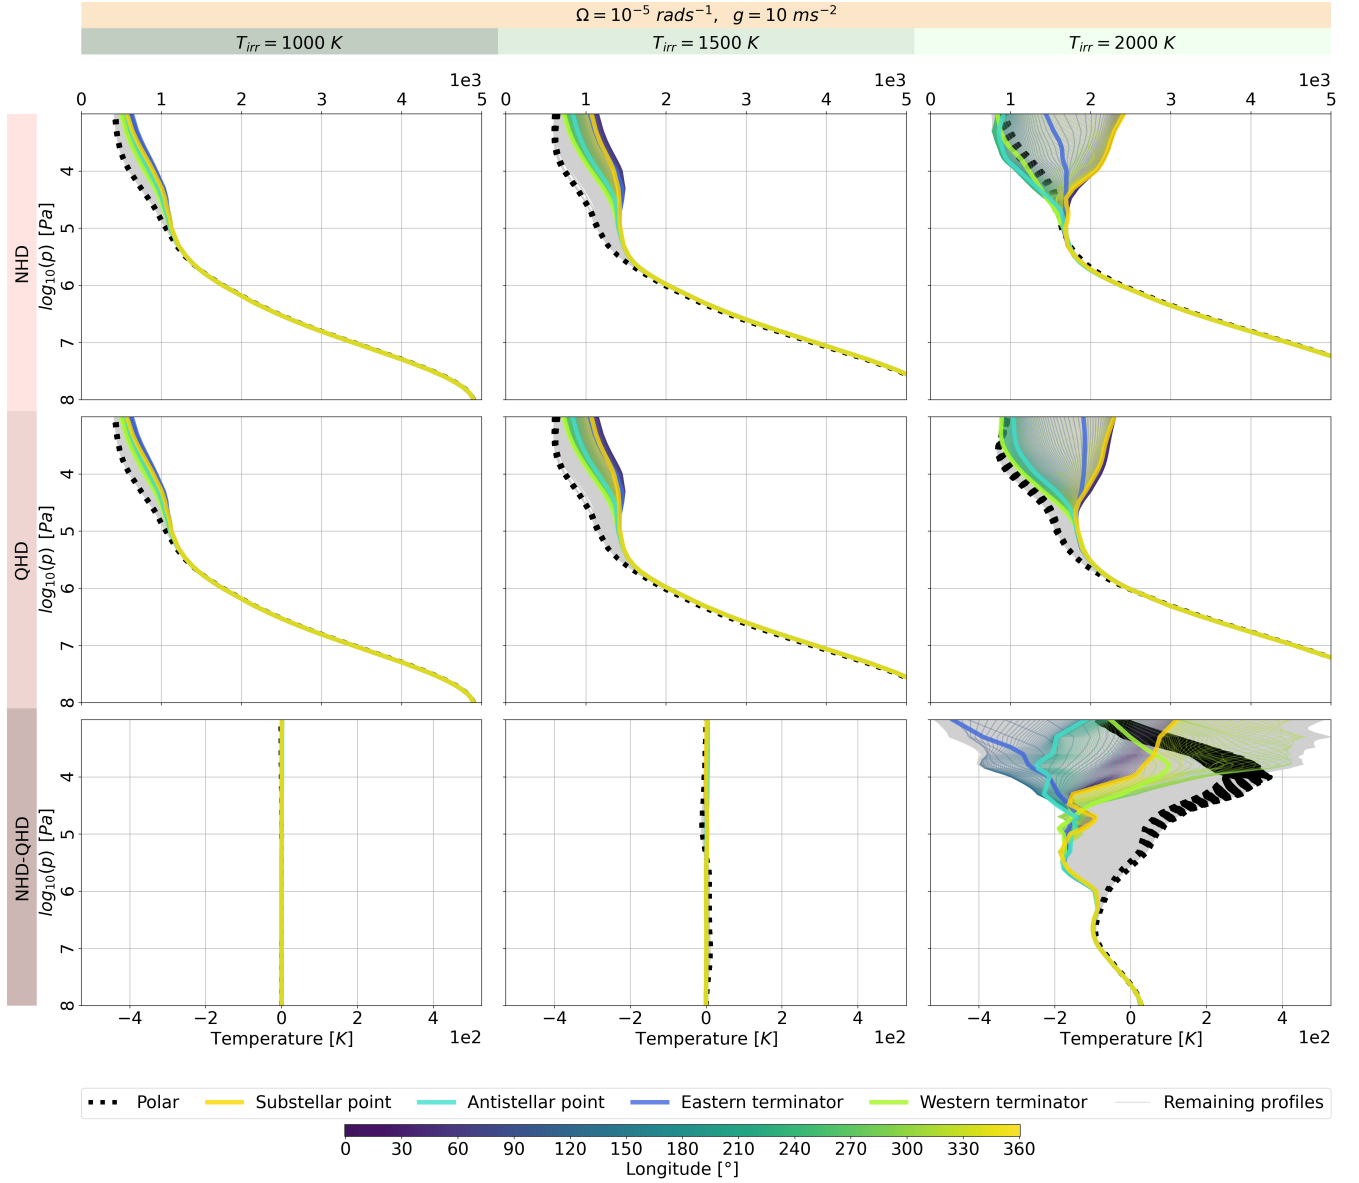 Ω = 10⁻⁵ rads⁻¹, g = 10 ms⁻²
T_irr = 1000 K T_irr = 1500 K T_irr = 2000 K
1e3 1e3 1e3
0 1 2 3 4 5 0 1 2 3 4 5 0 1 2 3 4 5
NHD
log₁₀(p) [Pa]
4
5
6
7
8
QHD
log₁₀(p) [Pa]
4
5
6
7
8
NHD-QHD
log₁₀(p) [Pa]
4
5
6
7
8
−4 −2 0 2 4 −4 −2 0 2 4 −4 −2 0 2 4
Temperature [K] 1e2 Temperature [K] 1e2 Temperature [K] 1e2
Polar Substellar point Antistellar point Eastern terminator Western terminator Remaining profiles
0 30 60 90 120 150 180 210 240 270 300 330 360
Longitude [°]